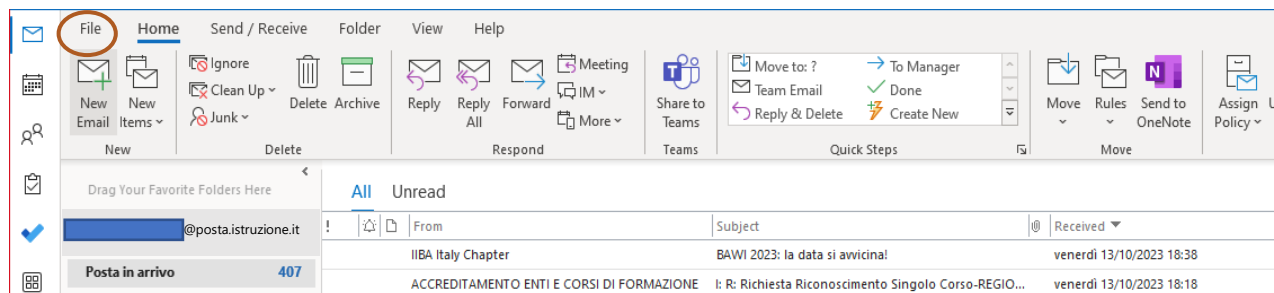 File Home Send / Receive Folder View Help
Ignore
Clean Up
Junk
New Email
New Items
Delete
Archive
Reply
Reply All
Forward
Meeting
IM
More
Share to Teams
Move to: ? To Manager
Team Email Done
Reply & Delete Create New
Move
Rules
Send to OneNote
Assign Policy
New Delete Respond Teams Quick Steps Move
Drag Your Favorite Folders Here
All Unread
@posta.istruzione.it
! From Subject Received
Posta in arrivo 407
IIBA Italy Chapter BAWI 2023: la data si avvicina! venerdì 13/10/2023 18:38
ACCREDITAMENTO ENTI E CORSI DI FORMAZIONE I: R: Richiesta Riconoscimento Singolo Corso-REGIO... venerdì 13/10/2023 18:18